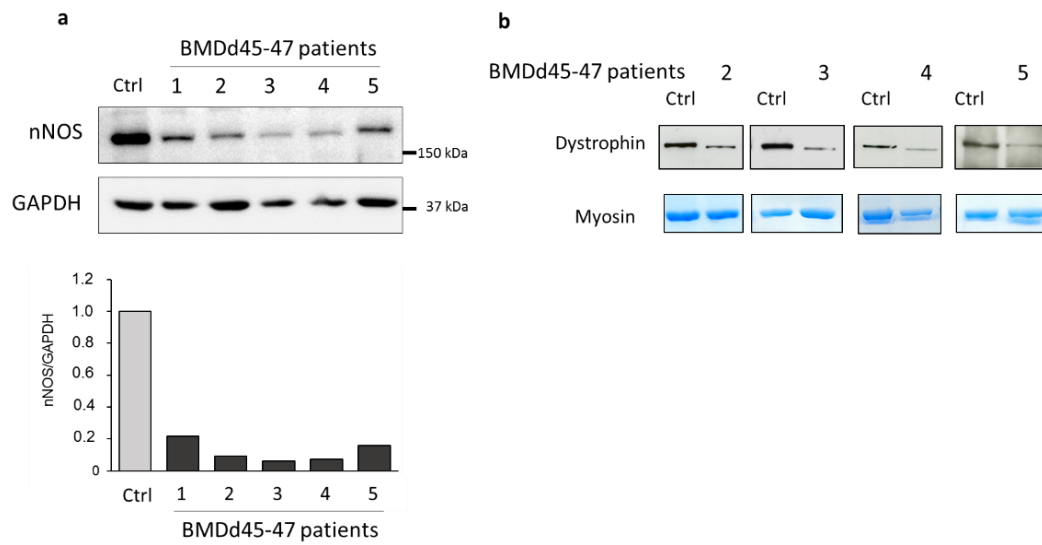 a
BMDd45-47 patients
Ctrl 1 2 3 4 5
nNOS
150 kDa
GAPDH
37 kDa
1.2
1.0
0.8
0.6
0.4
0.2
0
nNOS/GAPDH
Ctrl 1 2 3 4 5
BMDd45-47 patients
b
BMDd45-47 patients 2 3 4 5
Ctrl Ctrl Ctrl Ctrl
Dystrophin
Myosin